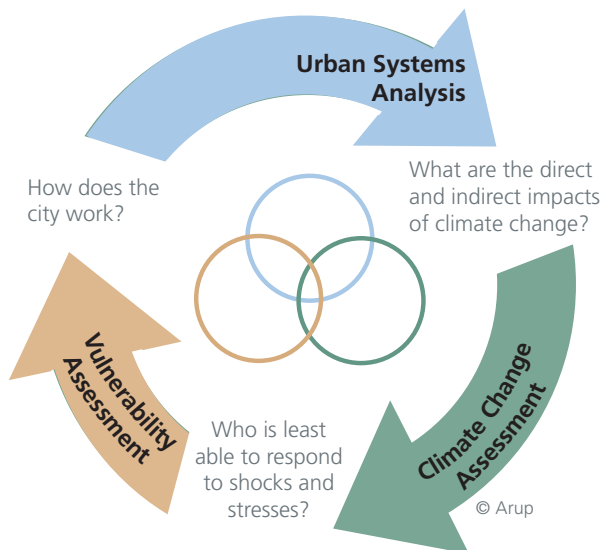 Urban Systems
Analysis
How does the
city work?
What are the direct
and indirect impacts
of climate change?
Vulnerability
Assessment
Who is least
able to respond
to shocks and
stresses?
Climate Change
Assessment
© Arup